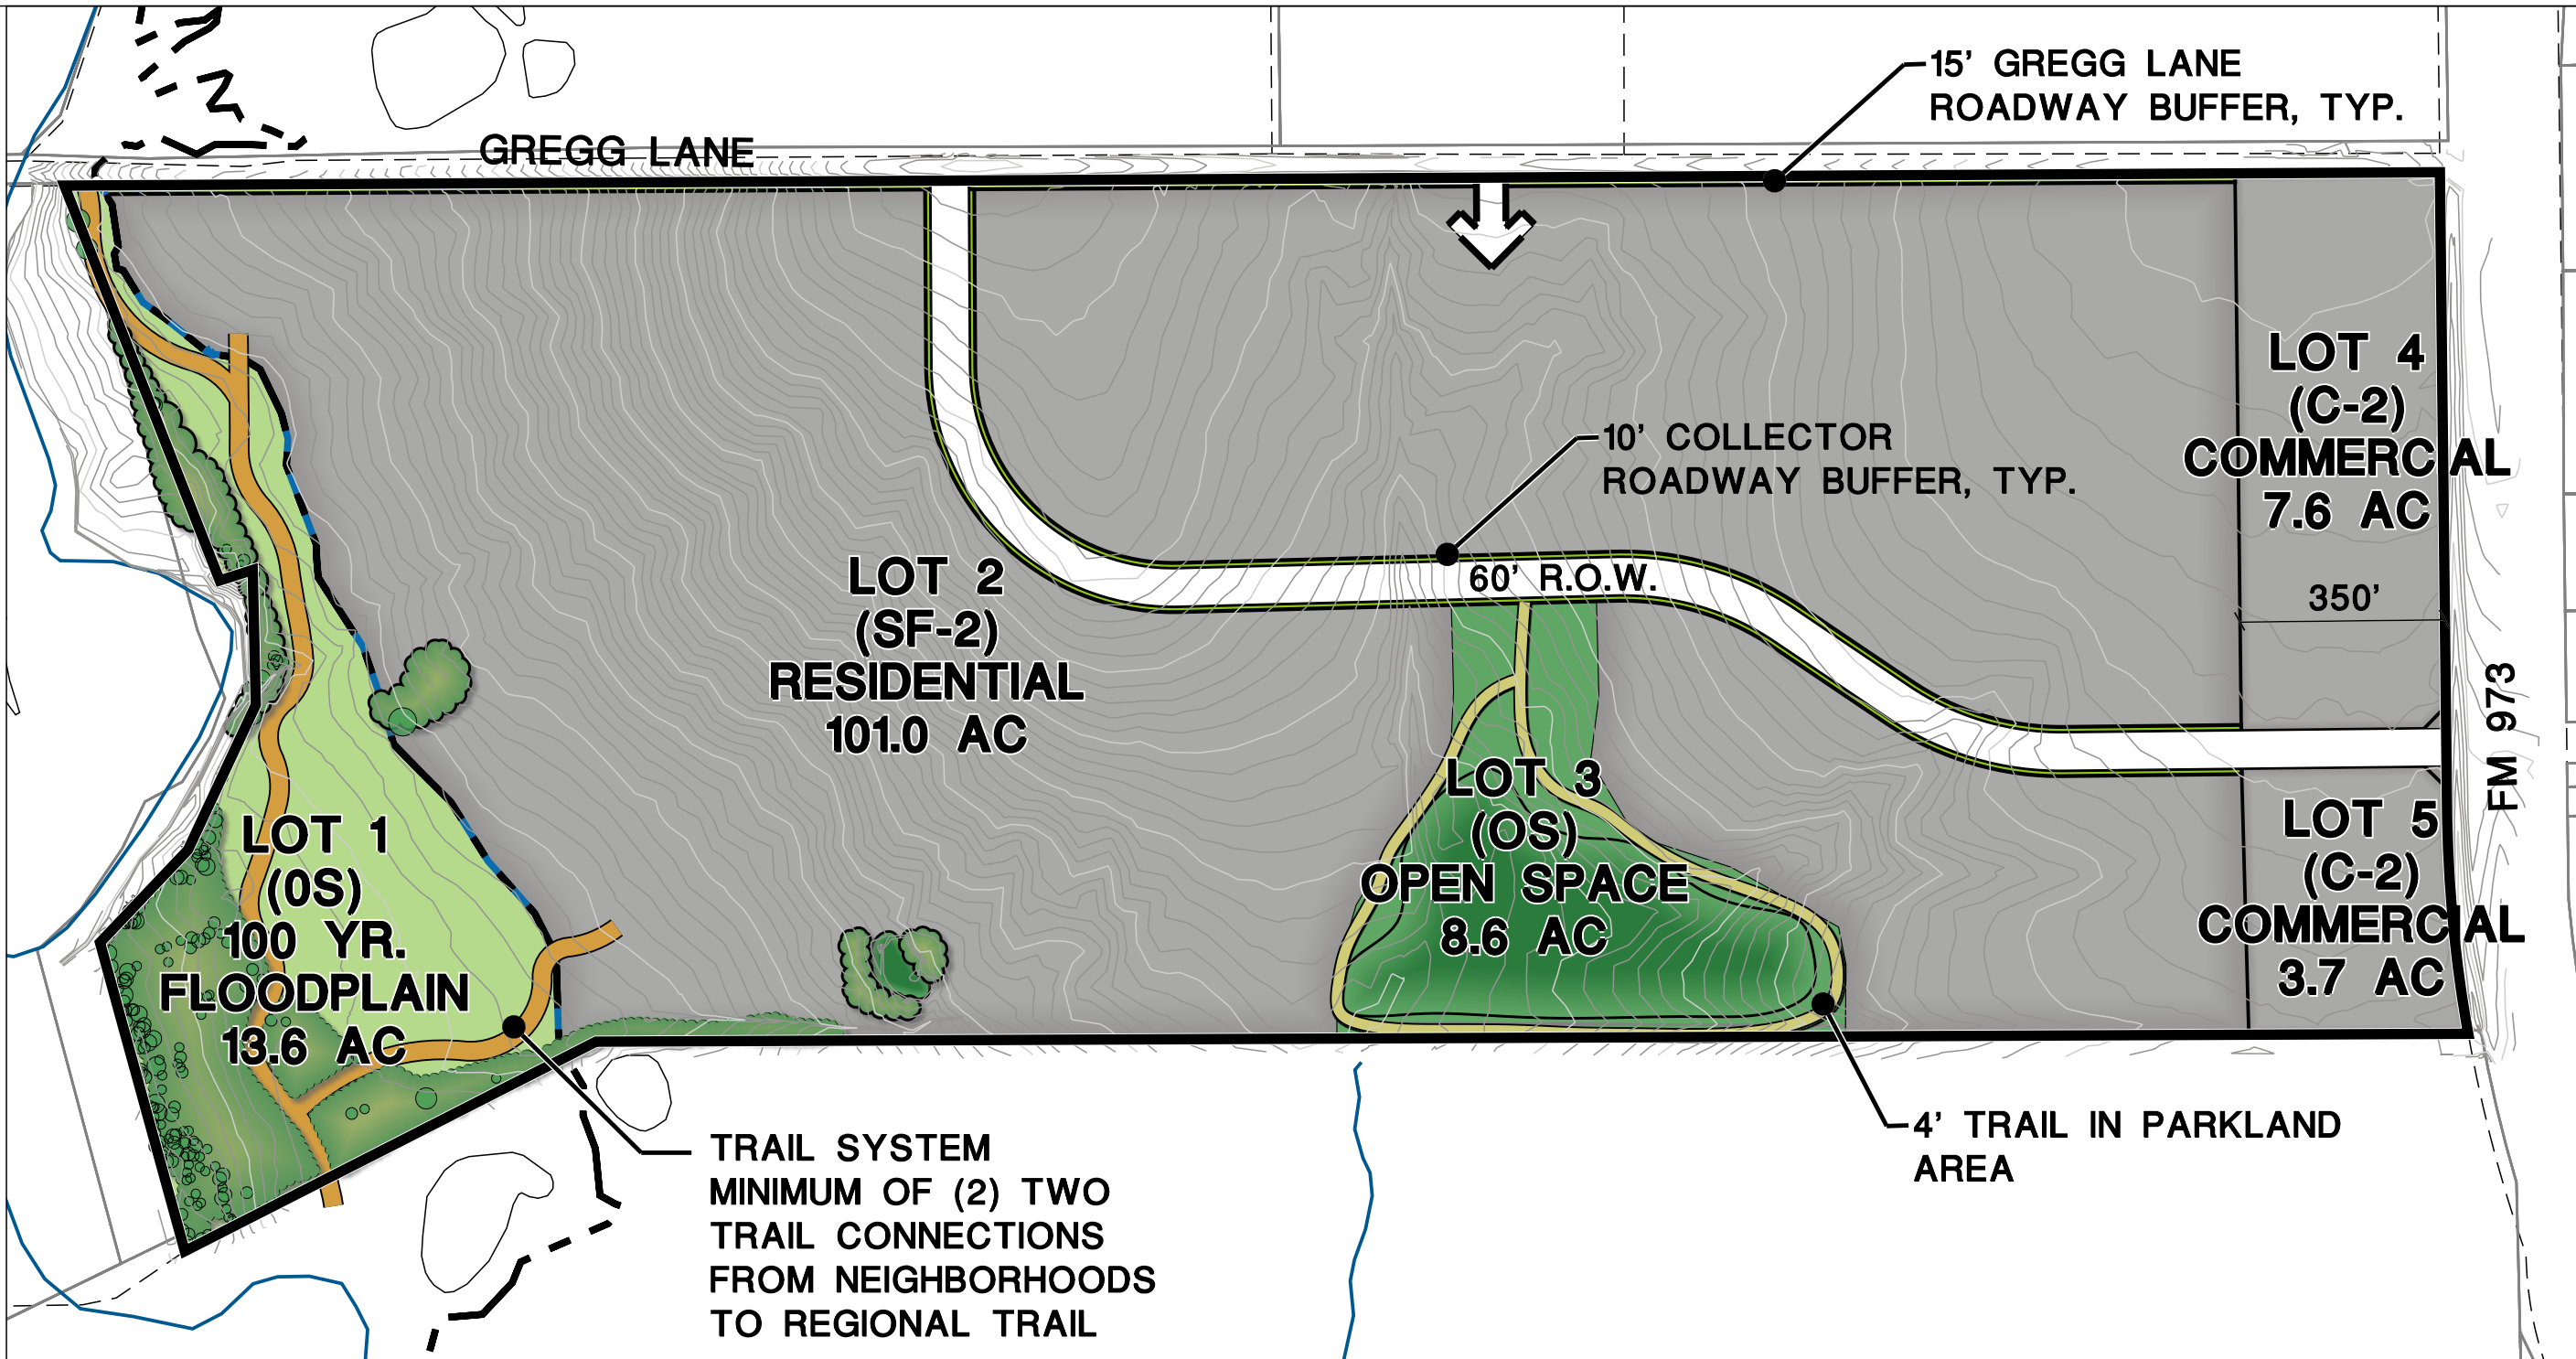 15' GREGG LANE
ROADWAY BUFFER, TYP.
GREGG LANE
LOT 4
(C-2)
COMMERCIAL
7.6 AC
10' COLLECTOR
ROADWAY BUFFER, TYP.
60' R.O.W.
350'
LOT 2
(SF-2)
RESIDENTIAL
101.0 AC
FM 973
LOT 3
(OS)
OPEN SPACE
8.6 AC
LOT 5
(C-2)
COMMERCIAL
3.7 AC
LOT 1
(0S)
100 YR.
FLOODPLAIN
13.6 AC
4' TRAIL IN PARKLAND
AREA
TRAIL SYSTEM
MINIMUM OF (2) TWO
TRAIL CONNECTIONS
FROM NEIGHBORHOODS
TO REGIONAL TRAIL